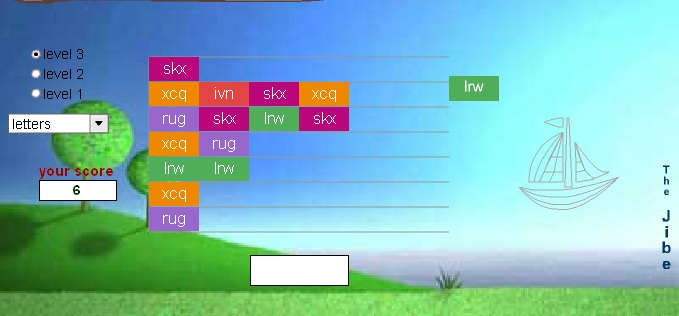 level 3
level 2
level 1
letters
your score
6
skx
xcq ivn skx xcq
lrw
rug skx lrw skx
xcq rug
lrw lrw
xcq
rug
The Jibe